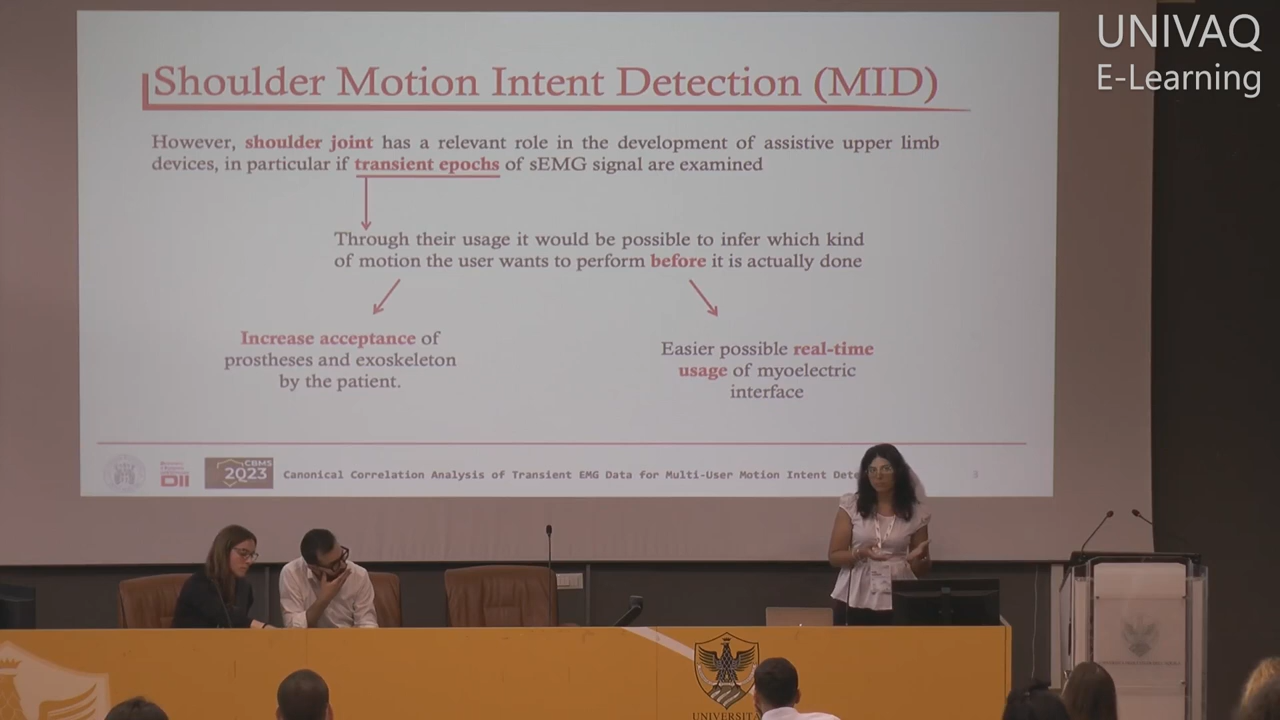 UNIVAQ
E-Learning
Shoulder Motion Intent Detection (MID)
However, shoulder joint has a relevant role in the development of assistive upper limb
devices, in particular if transient epochs of sEMG signal are examined
Through their usage it would be possible to infer which kind
of motion the user wants to perform before it is actually done
Increase acceptance of
prostheses and exoskeleton
by the patient.
Easier possible real-time
usage of myoelectric
interface
DII
CBMS
2023
Canonical Correlation Analysis of Transient EMG Data for Multi-User Motion Intent Dete
UNIVERSITÀ